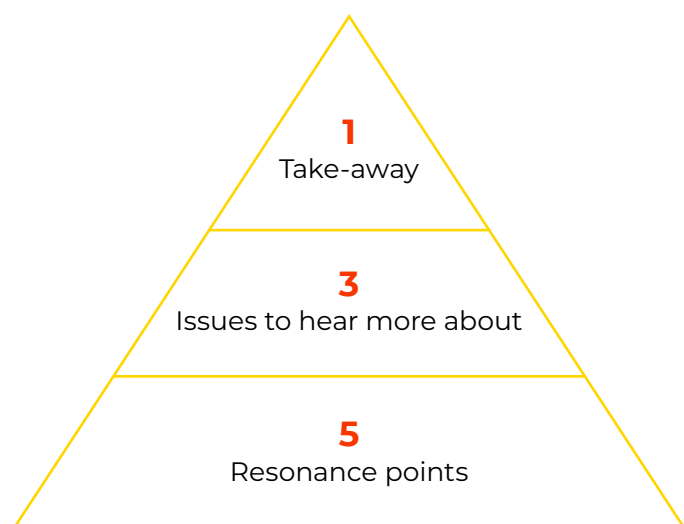 1
Take-away
3
Issues to hear more about
5
Resonance points